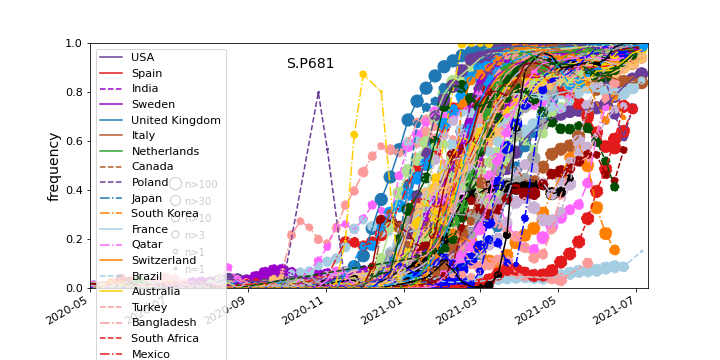 S.P681
1.0
0.8
0.6
0.4
0.2
0.0
frequency
USA
Spain
India
Sweden
United Kingdom
Italy
Netherlands
Canada
Poland
Japan
South Korea
France
Qatar
Switzerland
Brazil
Australia
Turkey
Bangladesh
South Africa
Mexico
n>100
n>30
n>10
n>3
n>1
n=1
2020-05
2020-09
2020-11
2021-01
2021-03
2021-05
2021-07